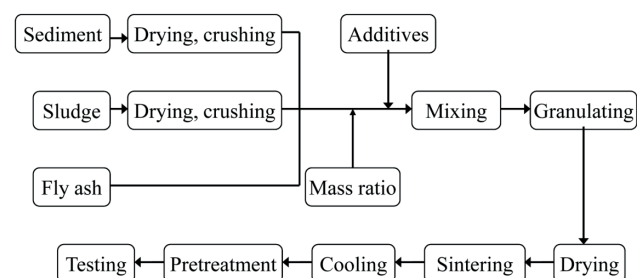 Sediment
Drying, crushing
Additives
Sludge
Drying, crushing
Mixing
Granulating
Fly ash
Mass ratio
Testing
Pretreatment
Cooling
Sintering
Drying